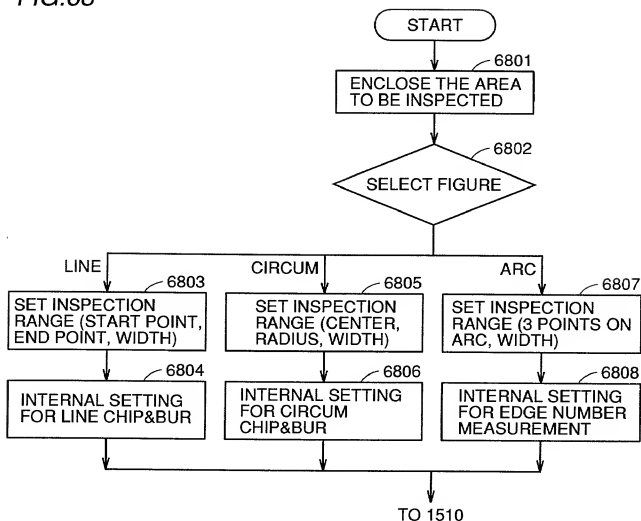 START
6801
ENCLOSE THE AREA
TO BE INSPECTED
6802
SELECT FIGURE
LINE
CIRCUM
ARC
6803
SET INSPECTION
RANGE (START POINT,
END POINT, WIDTH)
6805
SET INSPECTION
RANGE (CENTER,
RADIUS, WIDTH)
6807
SET INSPECTION
RANGE (3 POINTS ON
ARC, WIDTH)
6804
INTERNAL SETTING
FOR LINE CHIP&BUR
6806
INTERNAL SETTING
FOR CIRCUM
CHIP&BUR
6808
INTERNAL SETTING
FOR EDGE NUMBER
MEASUREMENT
TO 1510